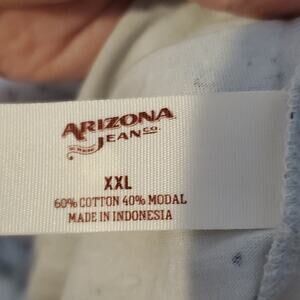 ARIZONA
JEAN CO.
XXL
60% COTTON 40% MODAL
MADE IN INDONESIA